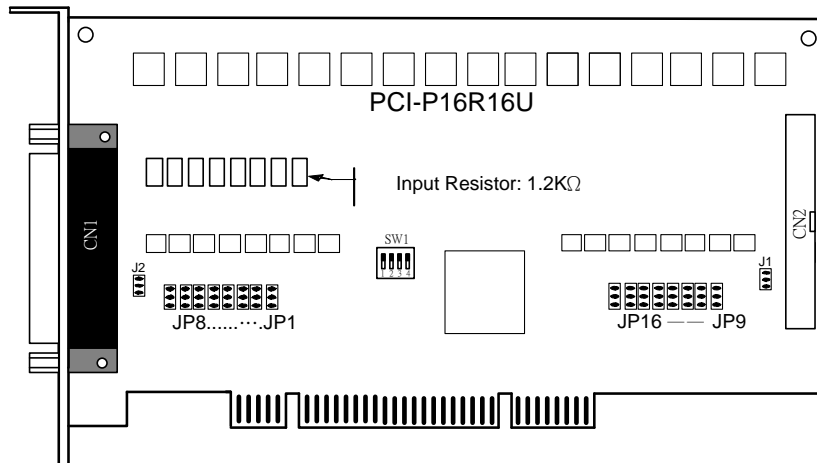 PCI-P16R16U
Input Resistor: 1.2KΩ
CN1
CN2
SW1
1 2 3 4
J2
J1
JP8......….JP1
JP16 —— JP9